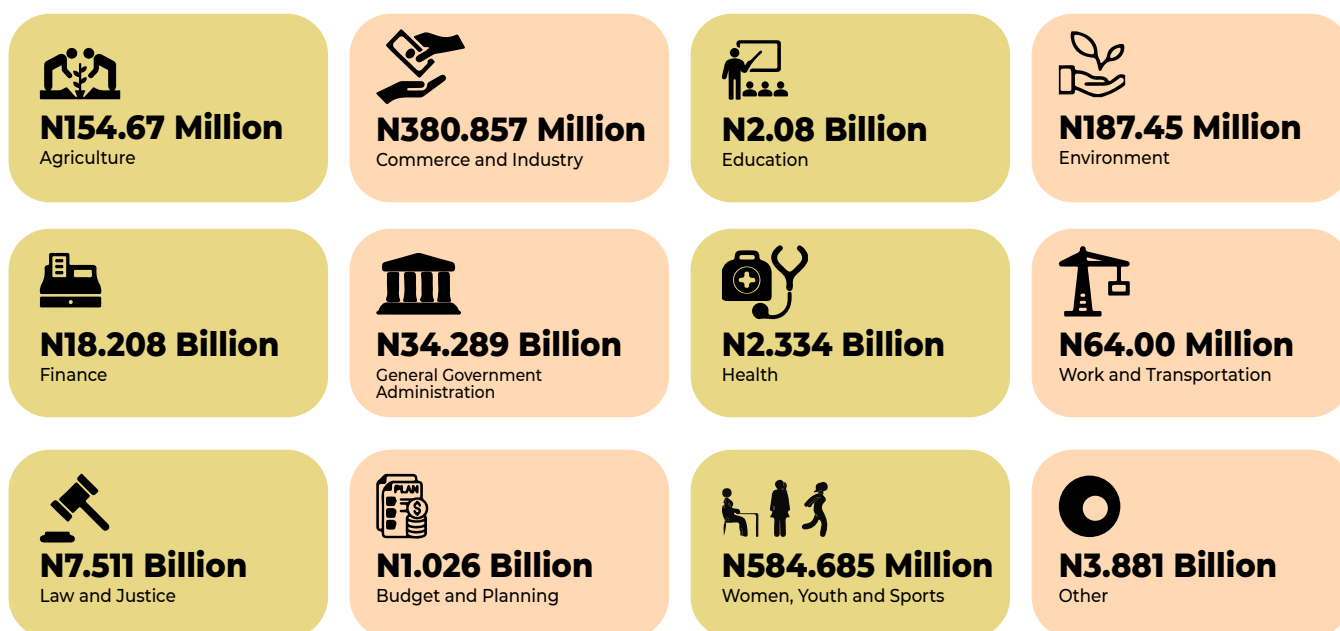 N154.67 Million
Agriculture
N380.857 Million
Commerce and Industry
N2.08 Billion
Education
N187.45 Million
Environment
N18.208 Billion
Finance
N34.289 Billion
General Government
Administration
N2.334 Billion
Health
N64.00 Million
Work and Transportation
N7.511 Billion
Law and Justice
PLAN
$
N1.026 Billion
Budget and Planning
N584.685 Million
Women, Youth and Sports
N3.881 Billion
Other